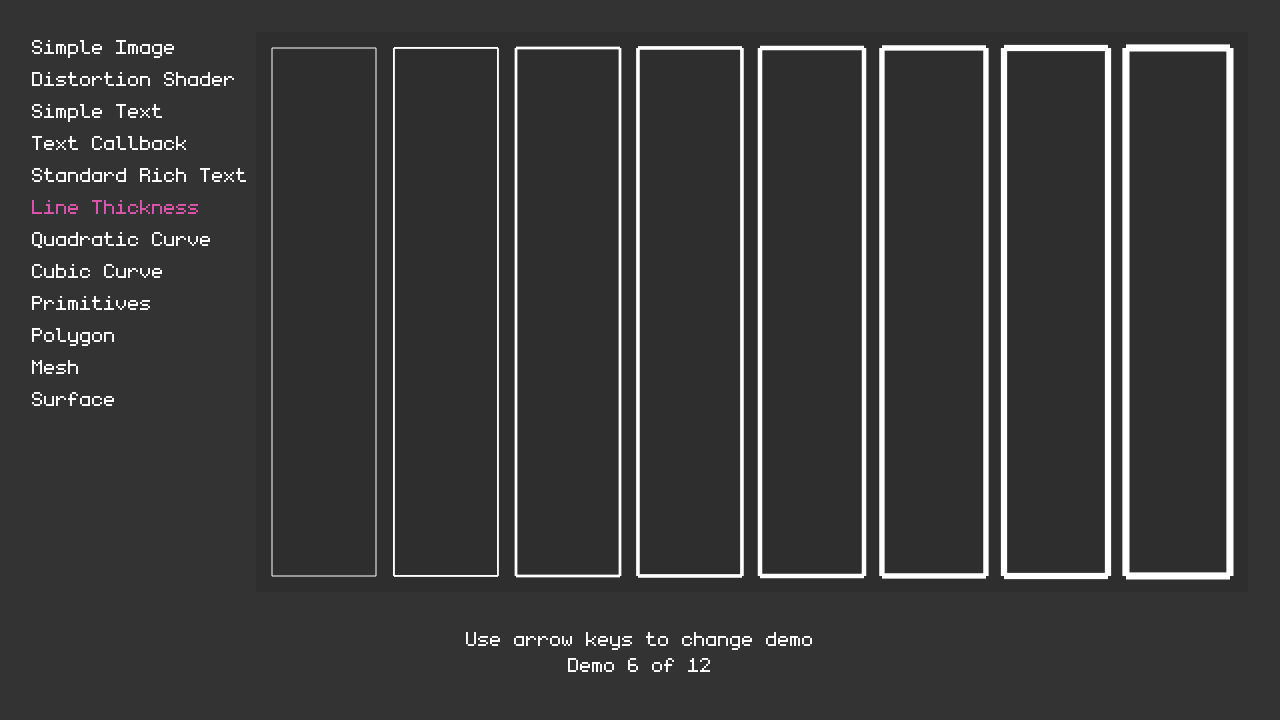 Simple Image
Distortion Shader
Simple Text
Text Callback
Standard Rich Text
Line Thickness
Quadratic Curve
Cubic Curve
Primitives
Polygon
Mesh
Surface
Use arrow keys to change demo
Demo 6 of 12